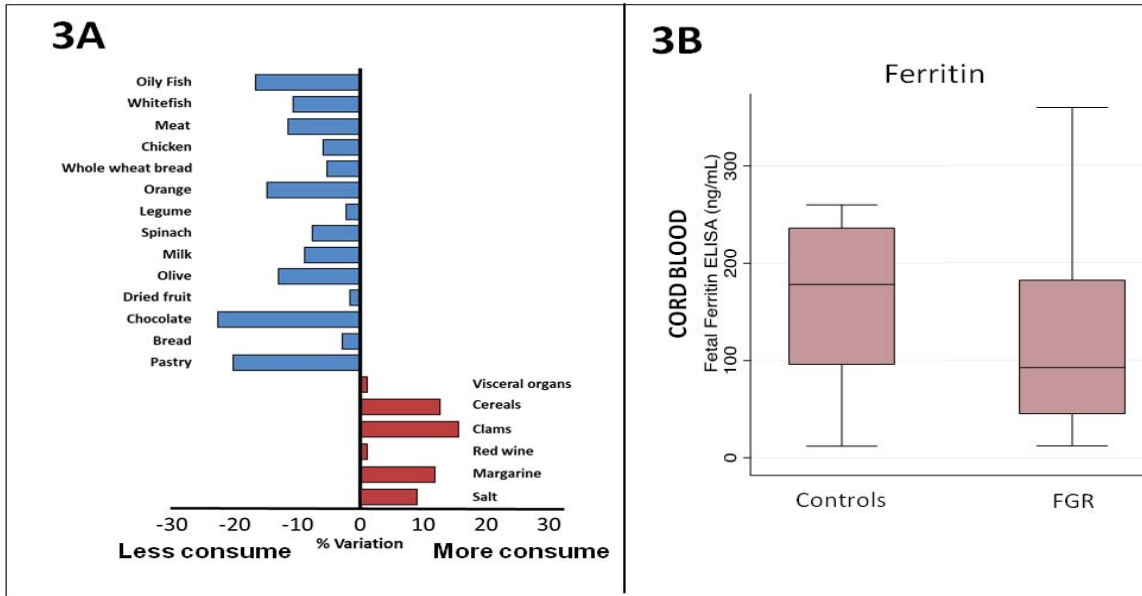 3A
Oily Fish
Whitefish
Meat
Chicken
Whole wheat bread
Orange
Legume
Spinach
Milk
Olive
Dried fruit
Chocolate
Bread
Pastry
Visceral organs
Cereals
Clams
Red wine
Margarine
Salt
-30 -20 -10 0 10 20 30
Less consume % Variation More consume
3B
Ferritin
CORD BLOOD
Fetal Ferritin ELISA (ng/mL)
300
200
100
0
Controls FGR